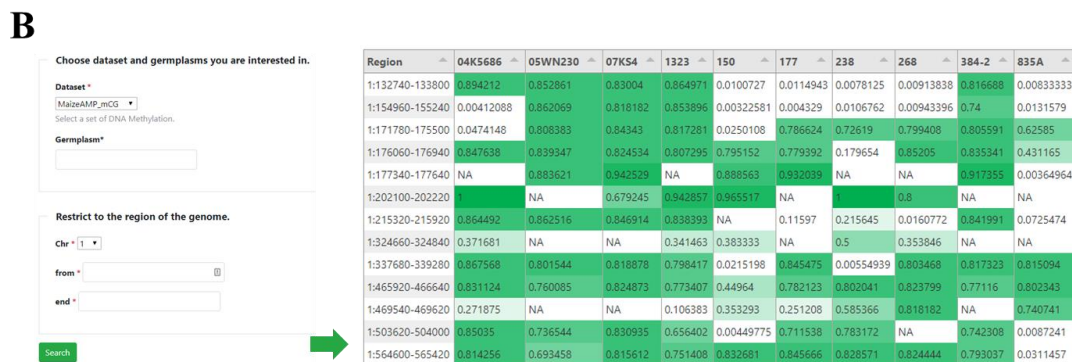 B
Choose dataset and germplasms you are interested in.
Dataset *
MaizeAMP_mCG
Select a set of DNA Methylation.
Germplasm*
Restrict to the region of the genome.
Chr * 1
from *
end *
Search
Region 04K5686 05WN230 07KS4 1323 150 177 238 268 384-2 835A
1:132740-133800 0.894212 0.852861 0.83004 0.864971 0.0100727 0.0114943 0.0078125 0.00913838 0.816688 0.00833333
1:154960-155240 0.00412088 0.862069 0.818182 0.853896 0.00322581 0.004329 0.0106762 0.00943396 0.74 0.0131579
1:171780-175500 0.0474148 0.808383 0.84343 0.817281 0.0250108 0.786624 0.72619 0.799408 0.805591 0.62585
1:176060-176940 0.847638 0.839347 0.824534 0.807295 0.795152 0.779392 0.179654 0.85205 0.835341 0.431165
1:177340-177640 NA 0.883621 0.942529 NA 0.888563 0.932039 NA NA 0.917355 0.00364964
1:202100-202220 1 NA 0.679245 0.942857 0.965517 NA 1 0.8 NA NA
1:215320-215920 0.864492 0.862516 0.846914 0.838393 NA 0.11597 0.215645 0.0160772 0.841991 0.0725474
1:324660-324840 0.371681 NA NA 0.341463 0.383333 NA 0.5 0.353846 NA NA
1:337680-339280 0.867568 0.801544 0.818878 0.798417 0.0215198 0.845475 0.00554939 0.803468 0.817323 0.815094
1:465920-466640 0.831124 0.760085 0.824873 0.773407 0.44964 0.782123 0.802041 0.823799 0.77116 0.802343
1:469540-469620 0.271875 NA NA 0.106383 0.353293 0.251208 0.585366 0.818182 NA 0.740741
1:503620-504000 0.85035 0.736544 0.830935 0.656402 0.00449775 0.711538 0.783172 NA 0.742308 0.0087241
1:564600-565420 0.814256 0.693458 0.815612 0.751408 0.832681 0.845666 0.828571 0.824444 0.793037 0.0311457